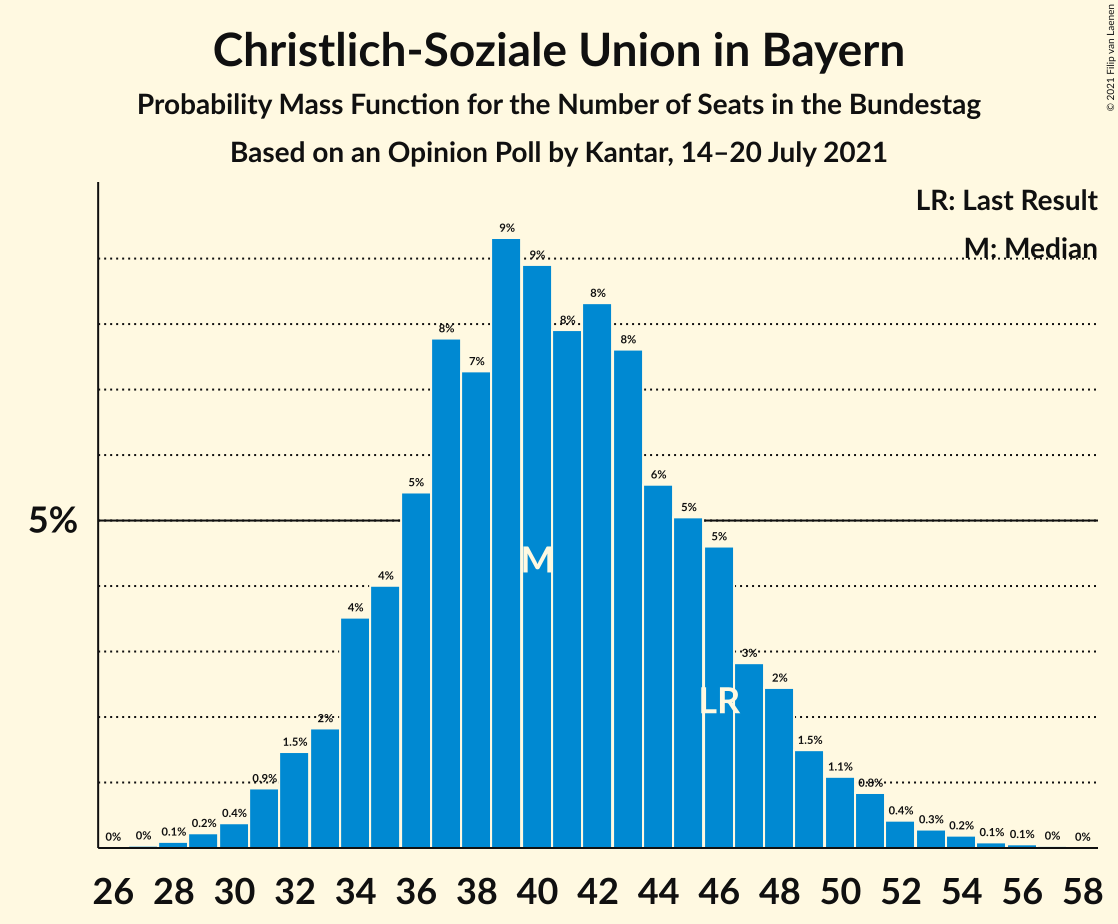 Christlich-Soziale Union in Bayern
Probability Mass Function for the Number of Seats in the Bundestag
Based on an Opinion Poll by Kantar, 14–20 July 2021
© 2021 Filip van Laenen
LR: Last Result
M: Median
5%
0% 0% 0.1% 0.2% 0.4% 0.9% 1.5% 2% 4% 4% 5% 8% 7% 9% 9% 8% 8% 8% 6% 5% 5% 3% 2% 1.5% 1.1% 0.8% 0.4% 0.3% 0.2% 0.1% 0.1% 0% 0%
M
LR
26 28 30 32 34 36 38 40 42 44 46 48 50 52 54 56 58